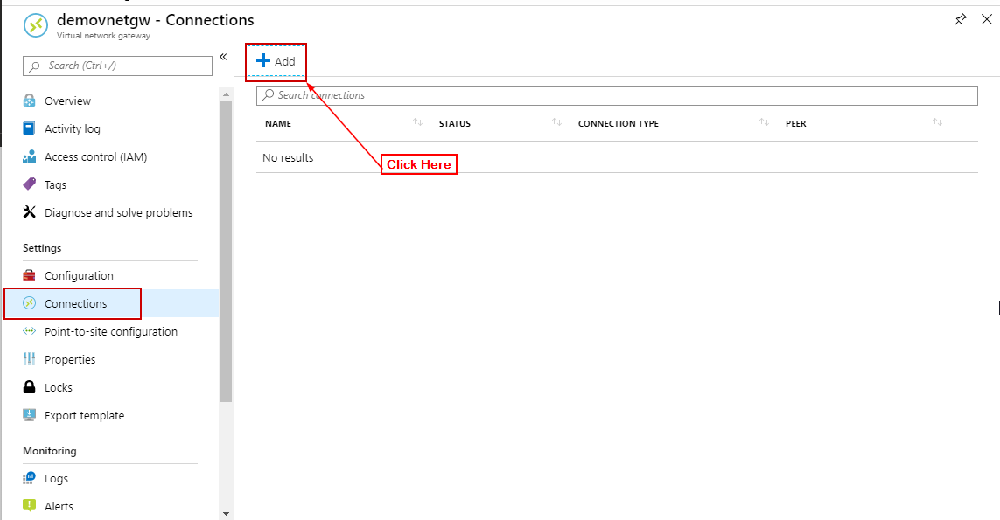 demovnetgw - Connections
Virtual network gateway
Search (Ctrl+/)
«
Overview
Activity log
Access control (IAM)
Tags
Diagnose and solve problems
Settings
Configuration
Connections
Point-to-site configuration
Properties
Locks
Export template
Monitoring
Logs
Alerts
Add
Search connections
NAME STATUS CONNECTION TYPE PEER
No results
Click Here